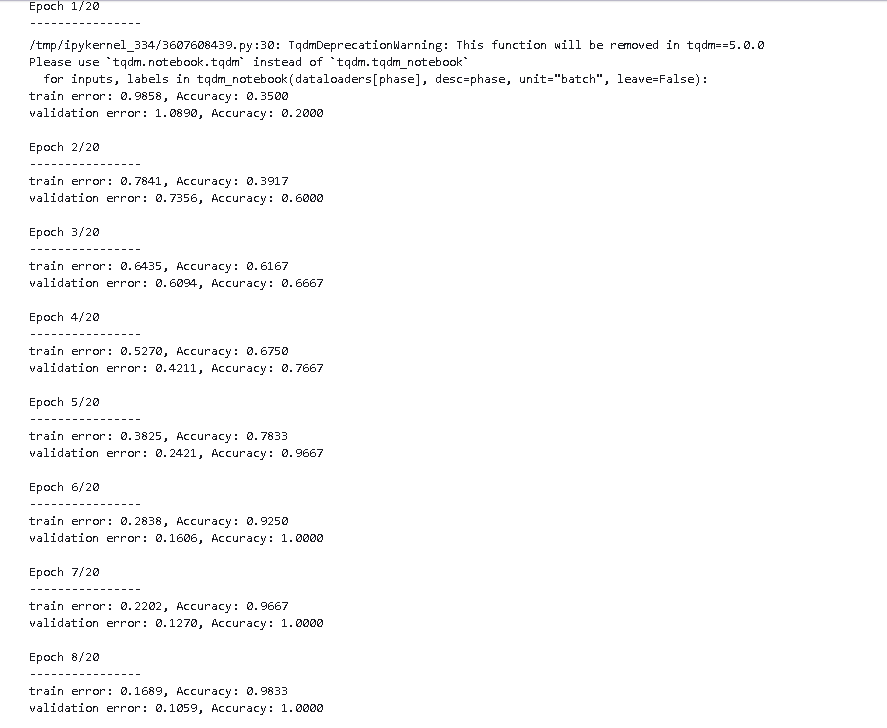 Epoch 1/20
----------------
/tmp/ipykernel_334/3607608439.py:30: TqdmDeprecationWarning: This function will be removed in tqdm==5.0.0
Please use `tqdm.notebook.tqdm` instead of `tqdm.tqdm_notebook`
  for inputs, labels in tqdm_notebook(dataloaders[phase], desc=phase, unit="batch", leave=False):
train error: 0.9858, Accuracy: 0.3500
validation error: 1.0890, Accuracy: 0.2000

Epoch 2/20
----------------
train error: 0.7841, Accuracy: 0.3917
validation error: 0.7356, Accuracy: 0.6000

Epoch 3/20
----------------
train error: 0.6435, Accuracy: 0.6167
validation error: 0.6094, Accuracy: 0.6667

Epoch 4/20
----------------
train error: 0.5270, Accuracy: 0.6750
validation error: 0.4211, Accuracy: 0.7667

Epoch 5/20
----------------
train error: 0.3825, Accuracy: 0.7833
validation error: 0.2421, Accuracy: 0.9667

Epoch 6/20
----------------
train error: 0.2838, Accuracy: 0.9250
validation error: 0.1606, Accuracy: 1.0000

Epoch 7/20
----------------
train error: 0.2202, Accuracy: 0.9667
validation error: 0.1270, Accuracy: 1.0000

Epoch 8/20
----------------
train error: 0.1689, Accuracy: 0.9833
validation error: 0.1059, Accuracy: 1.0000